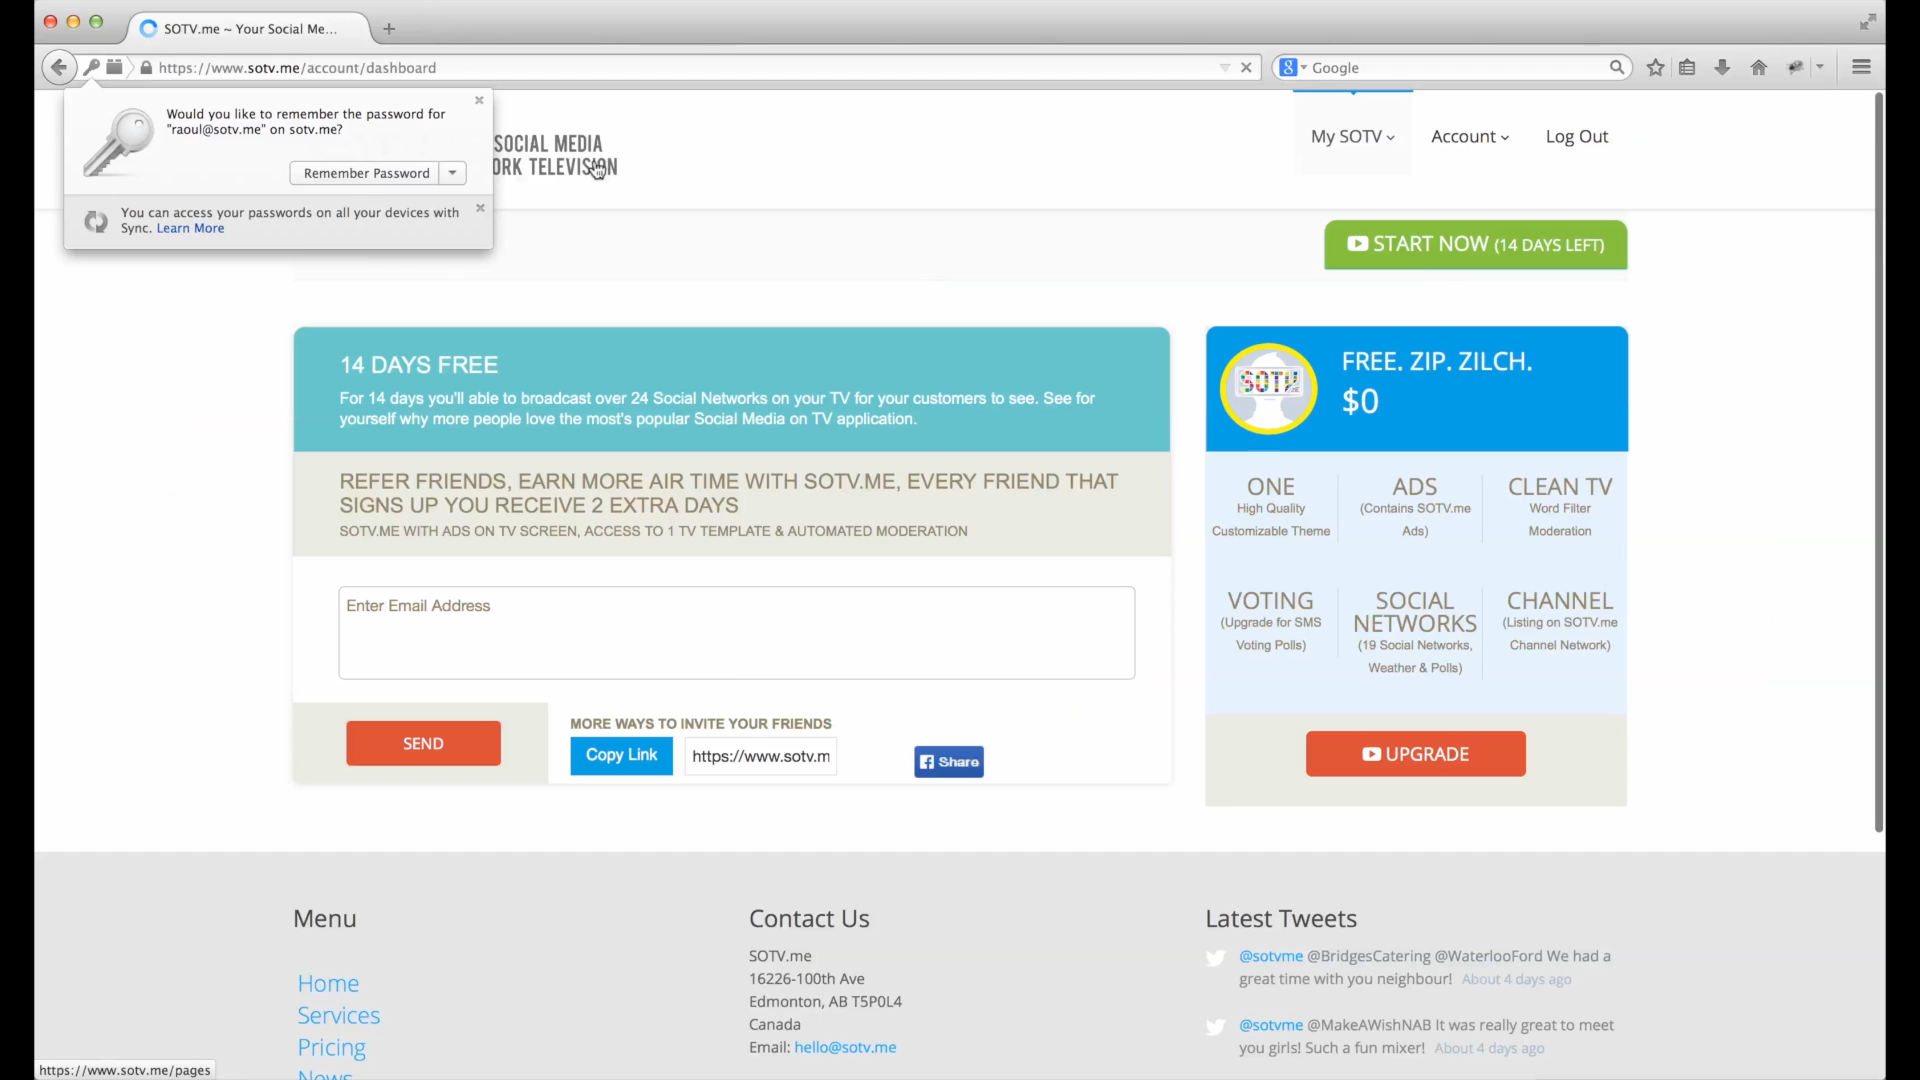 SOTV.me ~ Your Social Me...
https://www.sotv.me/account/dashboard
Google
Would you like to remember the password for
"raoul@sotv.me" on sotv.me?
Remember Password
You can access your passwords on all your devices with
Sync. Learn More
SOCIAL MEDIA
ORK TELEVISION
My SOTV
Account
Log Out
START NOW (14 DAYS LEFT)
14 DAYS FREE
For 14 days you'll able to broadcast over 24 Social Networks on your TV for your customers to see. See for
yourself why more people love the most's popular Social Media on TV application.
REFER FRIENDS, EARN MORE AIR TIME WITH SOTV.ME, EVERY FRIEND THAT
SIGNS UP YOU RECEIVE 2 EXTRA DAYS
SOTV.ME WITH ADS ON TV SCREEN, ACCESS TO 1 TV TEMPLATE & AUTOMATED MODERATION
Enter Email Address
SEND
MORE WAYS TO INVITE YOUR FRIENDS
Copy Link
https://www.sotv.m
Share
SOTV
FREE. ZIP. ZILCH.
$0
ONE
High Quality
Customizable Theme
ADS
(Contains SOTV.me
Ads)
CLEAN TV
Word Filter
Moderation
VOTING
(Upgrade for SMS
Voting Polls)
SOCIAL
NETWORKS
(19 Social Networks,
Weather & Polls)
CHANNEL
(Listing on SOTV.me
Channel Network)
UPGRADE
Menu
Home
Services
Pricing
News
Contact Us
SOTV.me
16226-100th Ave
Edmonton, AB T5P0L4
Canada
Email: hello@sotv.me
Latest Tweets
@sotvme @BridgesCatering @WaterlooFord We had a
great time with you neighbour! About 4 days ago
@sotvme @MakeAWishNAB It was really great to meet
you girls! Such a fun mixer! About 4 days ago
https://www.sotv.me/pages